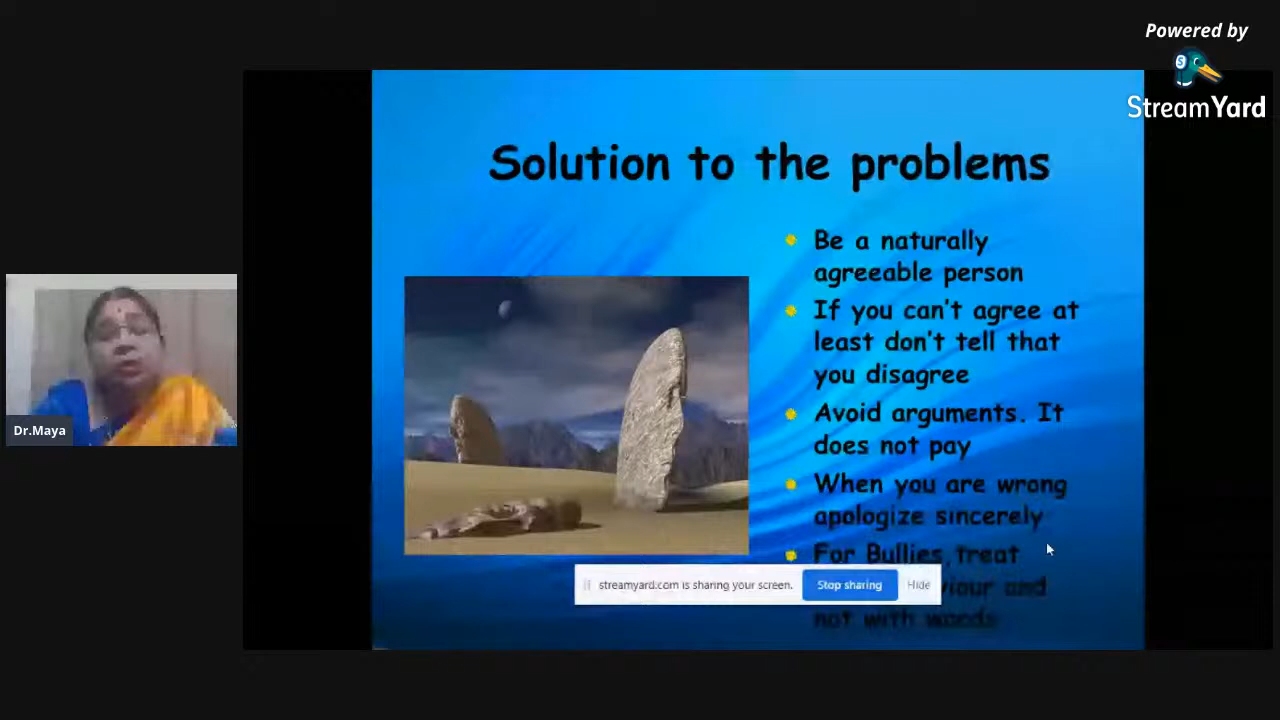 Powered by
StreamYard
Solution to the problems
Be a naturally
agreeable person
If you can't agree at
least don't tell that
you disagree
Avoid arguments. It
does not pay
When you are wrong
apologize sincerely
For Bullies, treat
and
not with words
streamyard.com is sharing your screen.
Stop sharing
Hide
Dr.Maya